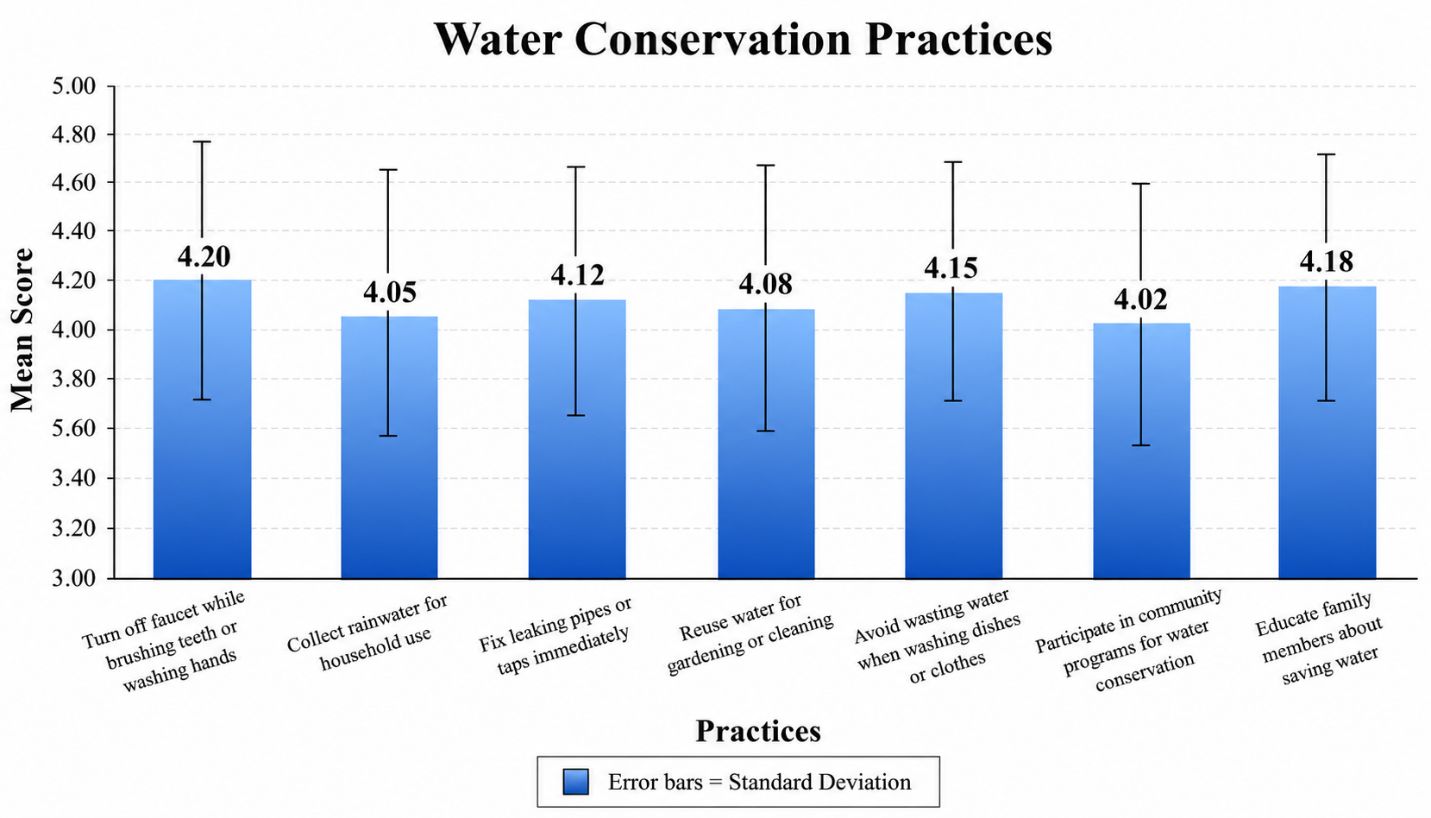 Water Conservation Practices
Mean Score
5.00
4.80
4.60
4.40
4.20
4.00
3.80
5.60
3.40
3.20
3.00
4.20
4.05
4.12
4.08
4.15
4.02
4.18
Turn off faucet while
brushing teeth or
washing hands
Collect rainwater for
household use
Fix leaking pipes or
taps immediately
Reuse water for
gardening or cleaning
Avoid wasting water
when washing dishes
or clothes
Participate in community
programs for water
conservation
Educate family
members about
saving water
Practices
Error bars = Standard Deviation